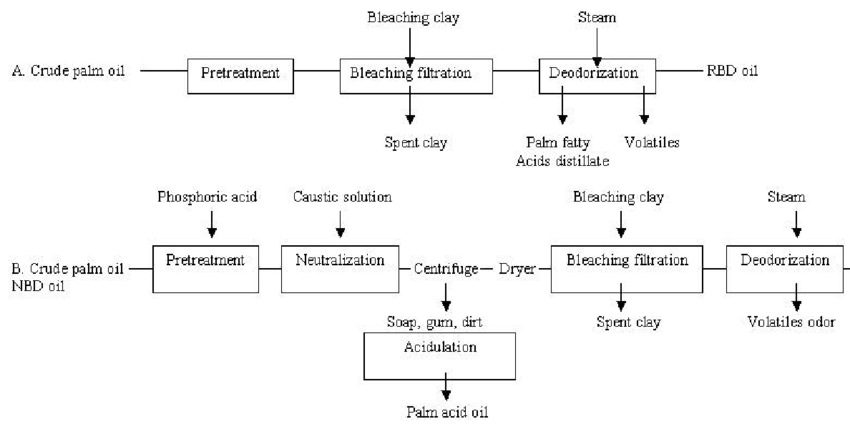 Bleaching clay
Steam
A. Crude palm oil
Pretreatment
Bleaching filtration
Deodorization
RBD oil
Spent clay
Palm fatty
Acids distillate
Volatiles
Phosphoric acid
Caustic solution
Bleaching clay
Steam
B. Crude palm oil
NBD oil
Pretreatment
Neutralization
Centrifuge
Dryer
Bleaching filtration
Deodorization
Soap, gum, dirt
Spent clay
Volatiles odor
Acidulation
Palm acid oil